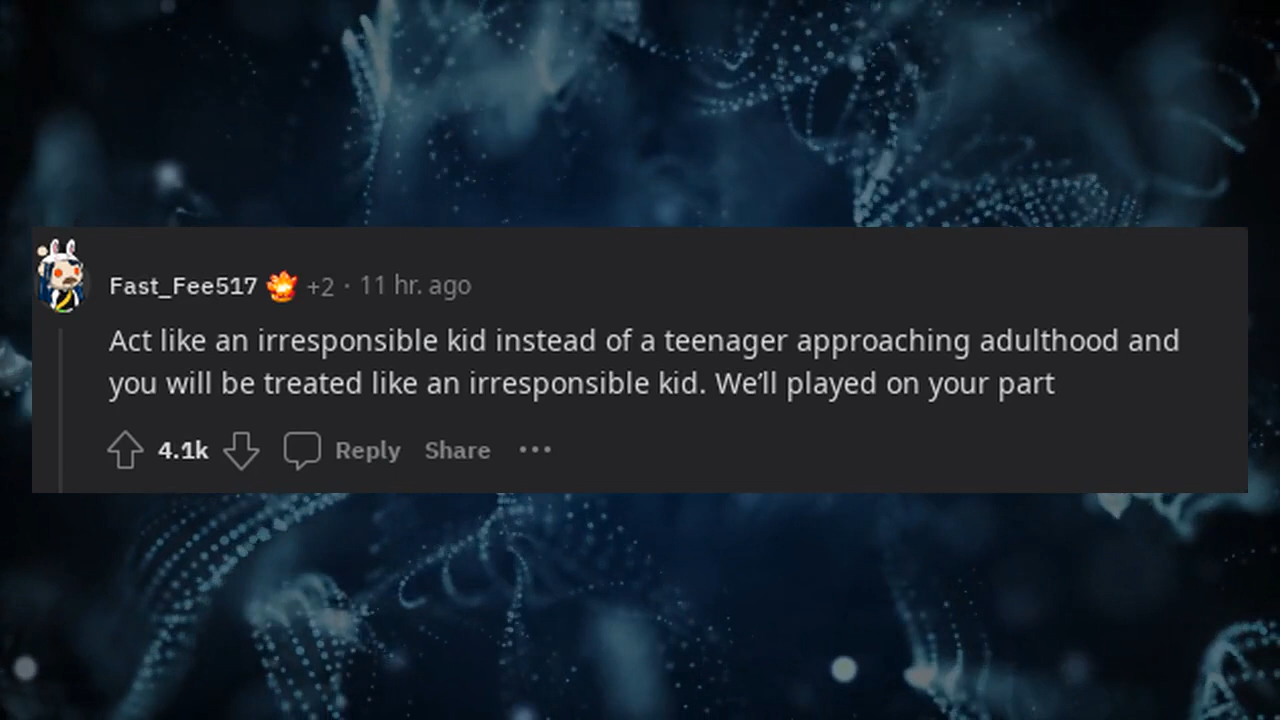 Fast_Fee517 +2 · 11 hr. ago
Act like an irresponsible kid instead of a teenager approaching adulthood and
you will be treated like an irresponsible kid. We’ll played on your part
4.1k Reply Share •••